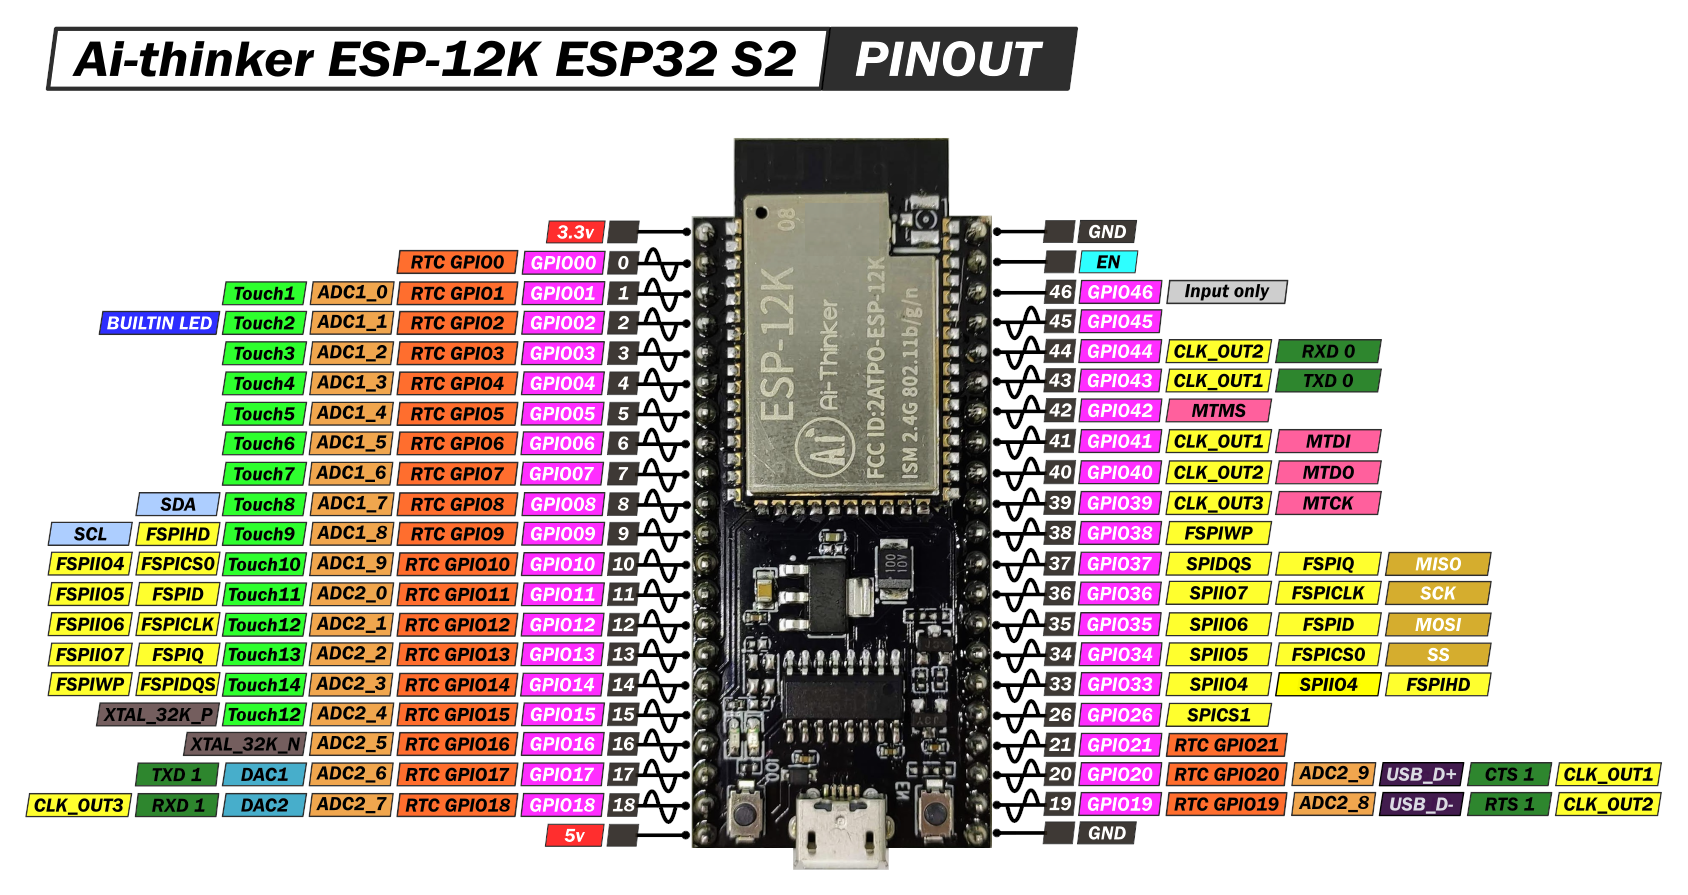 Ai-thinker ESP-12K ESP32 S2 PINOUT
3.3v
RTC GPIO0 GPIO00 0
Touch1 ADC1_0 RTC GPIO1 GPIO01 1
BUILTIN LED Touch2 ADC1_1 RTC GPIO2 GPIO02 2
Touch3 ADC1_2 RTC GPIO3 GPIO03 3
Touch4 ADC1_3 RTC GPIO4 GPIO04 4
Touch5 ADC1_4 RTC GPIO5 GPIO05 5
Touch6 ADC1_5 RTC GPIO6 GPIO06 6
Touch7 ADC1_6 RTC GPIO7 GPIO07 7
SDA Touch8 ADC1_7 RTC GPIO8 GPIO08 8
SCL FSPIHD Touch9 ADC1_8 RTC GPIO9 GPIO09 9
FSPIIO4 FSPICS0 Touch10 ADC1_9 RTC GPIO10 GPIO10 10
FSPIIO5 FSPID Touch11 ADC2_0 RTC GPIO11 GPIO11 11
FSPIIO6 FSPICLK Touch12 ADC2_1 RTC GPIO12 GPIO12 12
FSPIIO7 FSPIQ Touch13 ADC2_2 RTC GPIO13 GPIO13 13
FSPIWP FSPIDQS Touch14 ADC2_3 RTC GPIO14 GPIO14 14
XTAL_32K_P Touch12 ADC2_4 RTC GPIO15 GPIO15 15
XTAL_32K_N ADC2_5 RTC GPIO16 GPIO16 16
TXD 1 DAC1 ADC2_6 RTC GPIO17 GPIO17 17
CLK_OUT3 RXD 1 DAC2 ADC2_7 RTC GPIO18 GPIO18 18
5v
08
ESP-12K
Ai-Thinker
Ai
FCC ID:2ATPO-ESP-12K
ISM 2.4G 802.11b/g/n
100
10V
IO0
EN
GND
EN
46 GPIO46 Input only
45 GPIO45
44 GPIO44 CLK_OUT2 RXD 0
43 GPIO43 CLK_OUT1 TXD 0
42 GPIO42 MTMS
41 GPIO41 CLK_OUT1 MTDI
40 GPIO40 CLK_OUT2 MTDO
39 GPIO39 CLK_OUT3 MTCK
38 GPIO38 FSPIWP
37 GPIO37 SPIDQS FSPIQ MISO
36 GPIO36 SPIIO7 FSPICLK SCK
35 GPIO35 SPIIO6 FSPID MOSI
34 GPIO34 SPIIO5 FSPICS0 SS
33 GPIO33 SPIIO4 SPIIO4 FSPIHD
26 GPIO26 SPICS1
21 GPIO21 RTC GPIO21
20 GPIO20 RTC GPIO20 ADC2_9 USB_D+ CTS 1 CLK_OUT1
19 GPIO19 RTC GPIO19 ADC2_8 USB_D- RTS 1 CLK_OUT2
GND